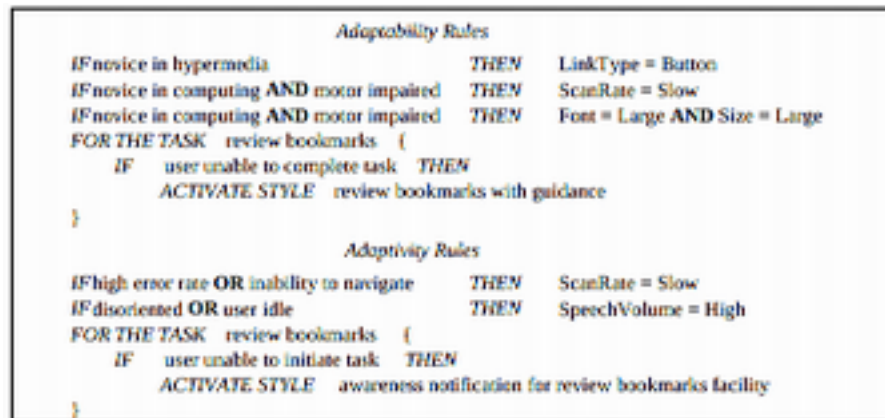 Adaptability Rules
IF novice in hypermedia THEN LinkType = Button
IF novice in computing AND motor impaired THEN ScanRate = Slow
IF novice in computing AND motor impaired THEN Font = Large AND Size = Large
FOR THE TASK review bookmarks {
IF user unable to complete task THEN
ACTIVATE STYLE review bookmarks with guidance
}
Adaptivity Rules
IF high error rate OR inability to navigate THEN ScanRate = Slow
IF disoriented OR user idle THEN SpeechVolume = High
FOR THE TASK review bookmarks {
IF user unable to initiate task THEN
ACTIVATE STYLE awareness notification for review bookmarks facility
}